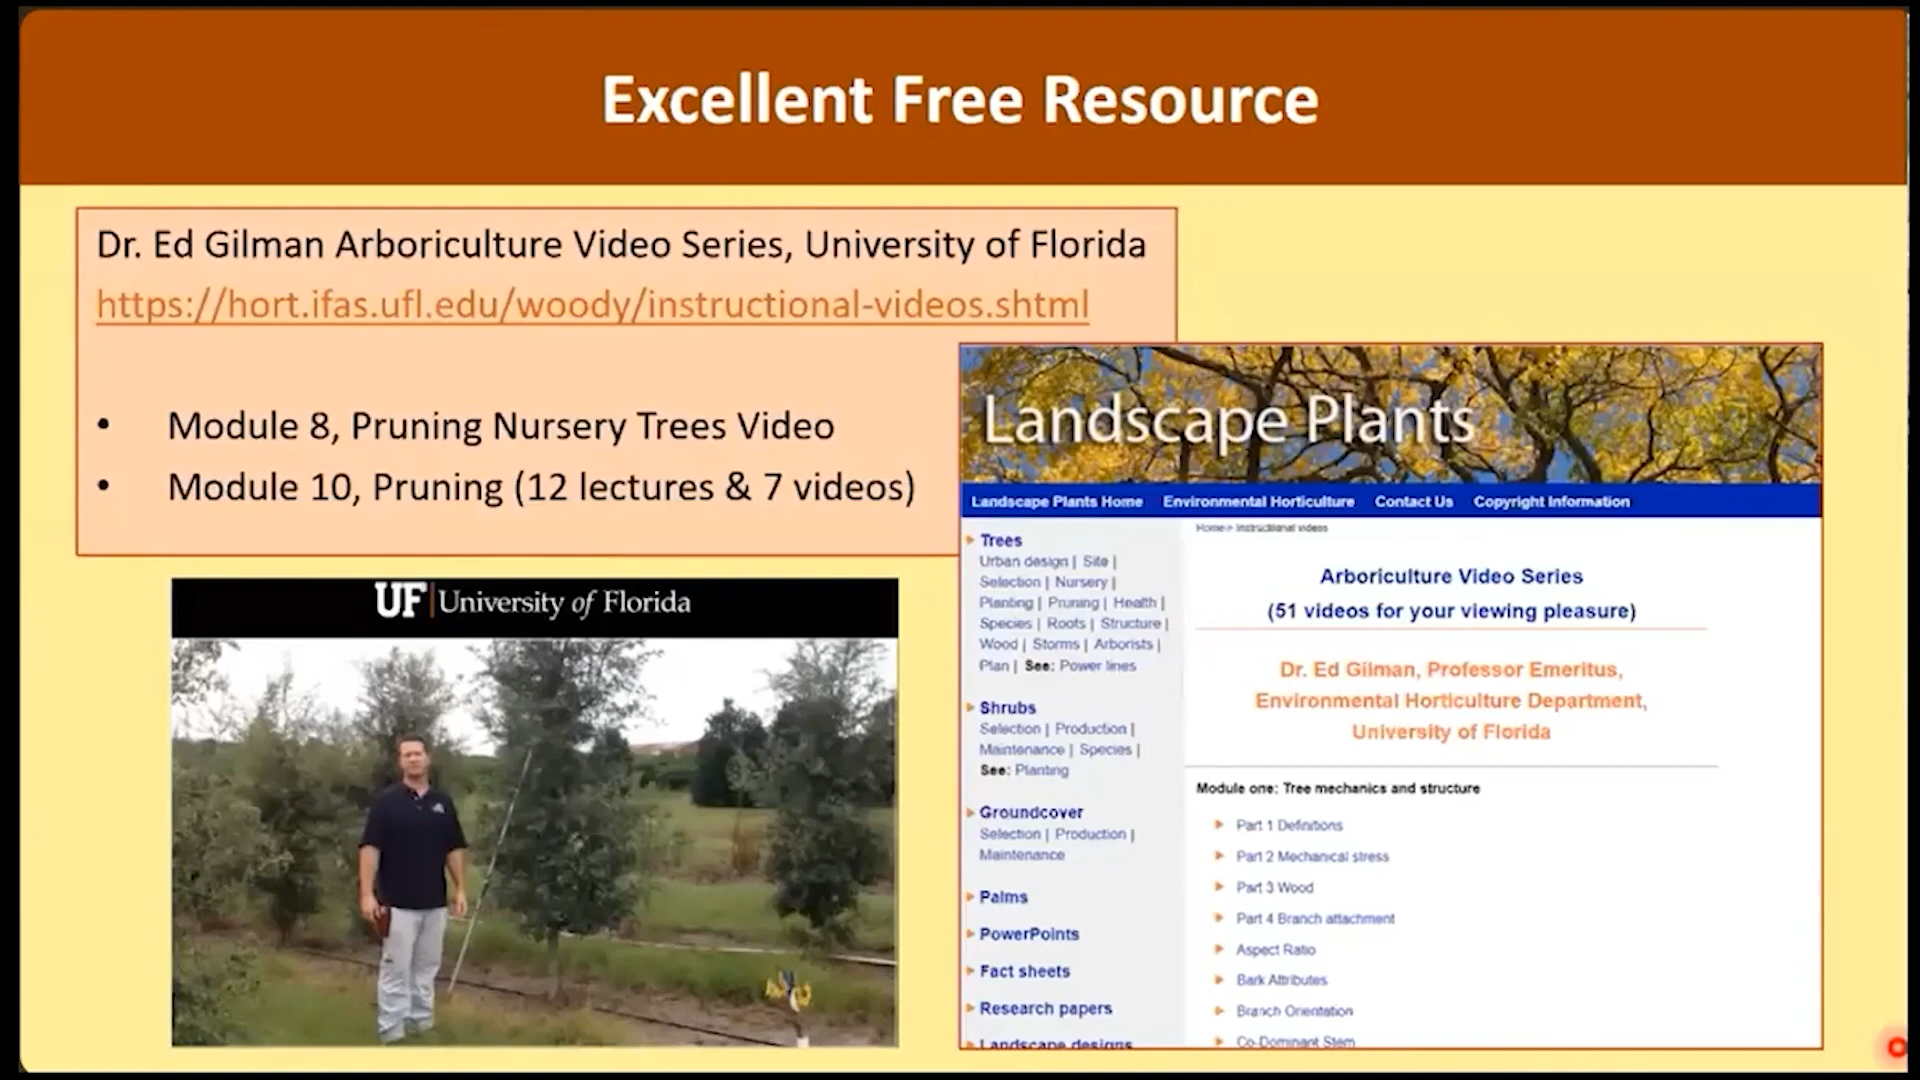 Excellent Free Resource
Dr. Ed Gilman Arboriculture Video Series, University of Florida
https://hort.ifas.ufl.edu/woody/instructional-videos.shtml
• Module 8, Pruning Nursery Trees Video
• Module 10, Pruning (12 lectures & 7 videos)
UF University of Florida
Landscape Plants
Landscape Plants Home Environmental Horticulture Contact Us Copyright Information
Trees
Urban design | Site |
Selection | Nursery |
Planting | Pruning | Health |
Species | Roots | Structure |
Wood | Storms | Arborists |
Plan | See: Power lines
Shrubs
Selection | Production |
Maintenance | Species |
See: Planting
Groundcover
Selection | Production |
Maintenance
Palms
PowerPoints
Fact sheets
Research papers
Landscape designs
Home > Instructional videos
Arboriculture Video Series
(51 videos for your viewing pleasure)
Dr. Ed Gilman, Professor Emeritus,
Environmental Horticulture Department,
University of Florida
Module one: Tree mechanics and structure
Part 1 Definitions
Part 2 Mechanical stress
Part 3 Wood
Part 4 Branch attachment
Aspect Ratio
Bark Attributes
Branch Orientation
Co-Dominant Stem